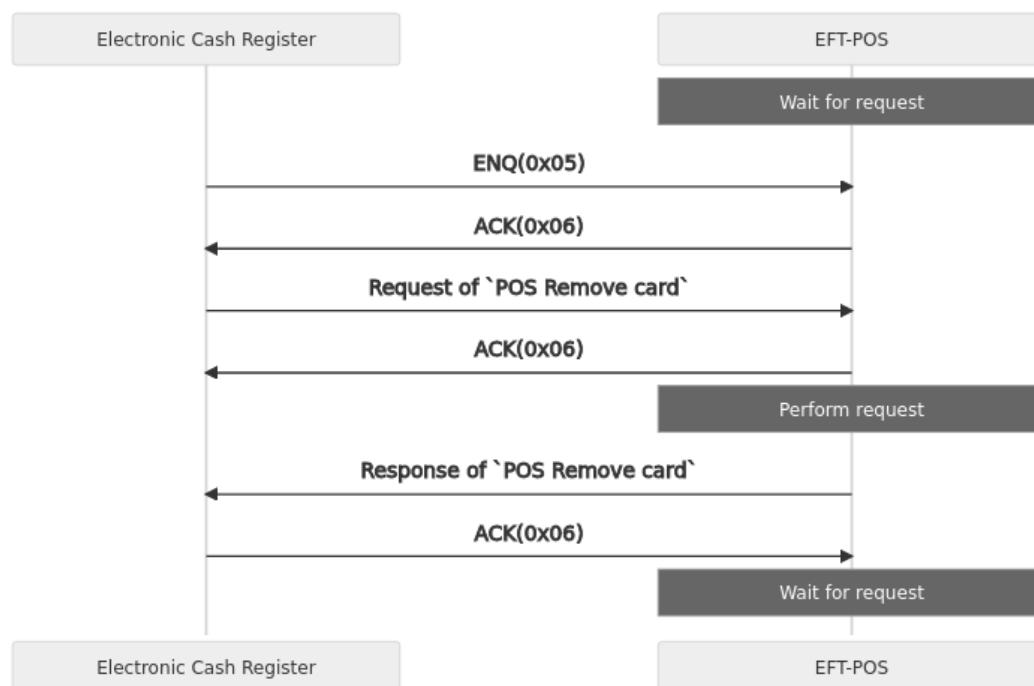 Electronic Cash Register
EFT-POS
Wait for request
ENQ(0x05)
ACK(0x06)
Request of `POS Remove card`
ACK(0x06)
Perform request
Response of `POS Remove card`
ACK(0x06)
Wait for request
Electronic Cash Register
EFT-POS